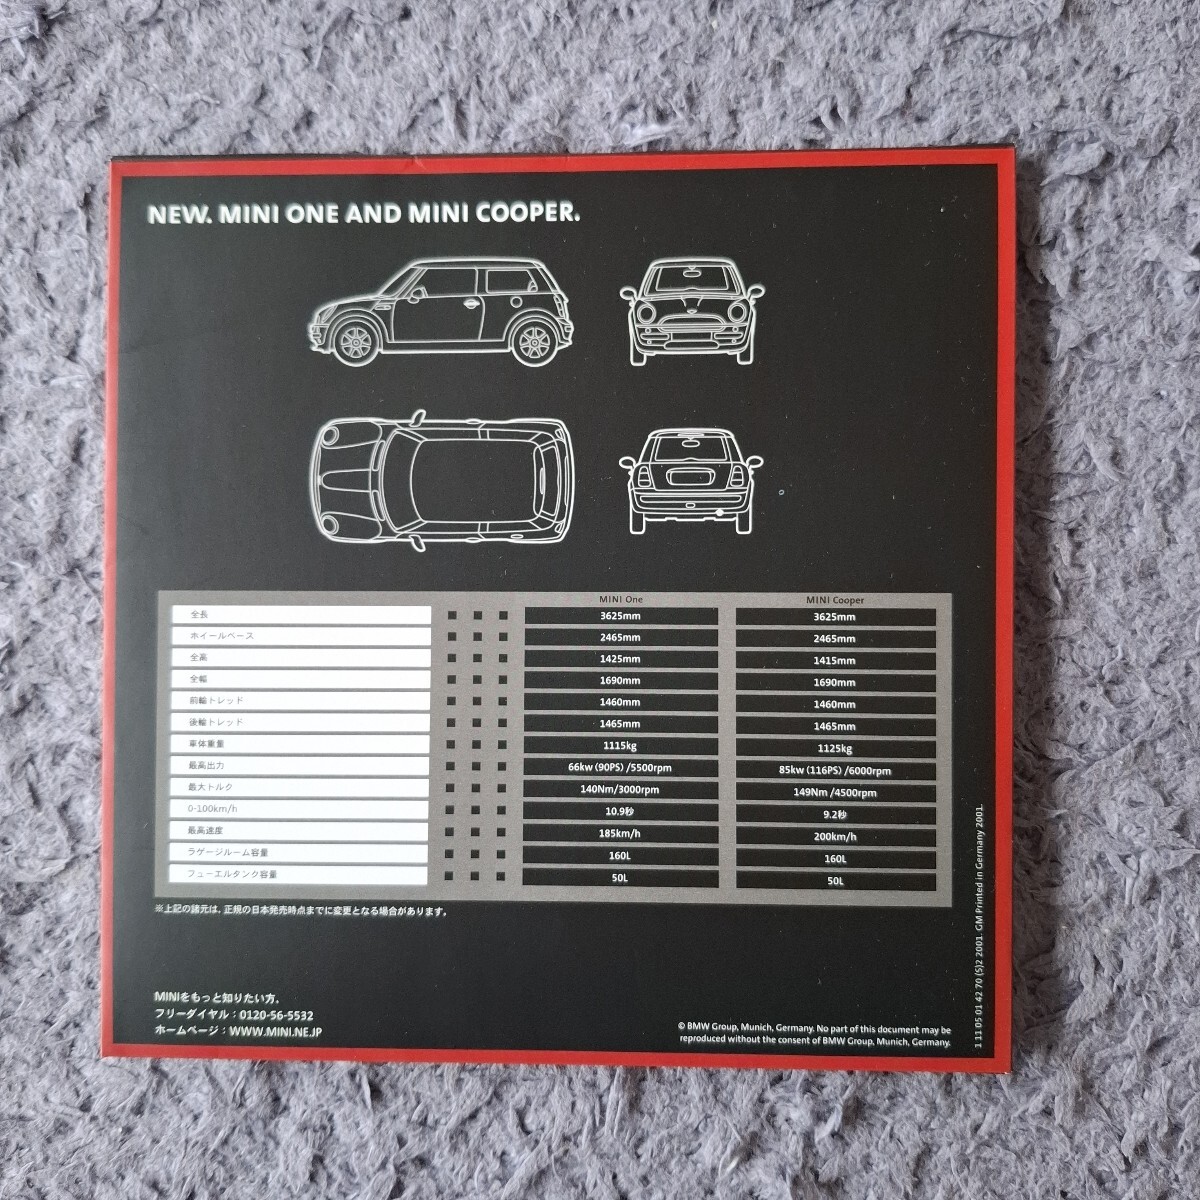 NEW. MINI ONE AND MINI COOPER.
MINI One MINI Cooper
全長 3625mm 3625mm
ホイールベース 2465mm 2465mm
全高 1425mm 1415mm
全幅 1690mm 1690mm
前輪トレッド 1460mm 1460mm
後輪トレッド 1465mm 1465mm
車体重量 1115kg 1125kg
最高出力 66kw (90PS) /5500rpm 85kw (116PS) /6000rpm
最大トルク 140Nm/3000rpm 149Nm /4500rpm
0-100km/h 10.9秒 9.2秒
最高速度 185km/h 200km/h
ラゲージルーム容量 160L 160L
フューエルタンク容量 50L 50L
※上記の諸元は、正規の日本発売時点までに変更となる場合があります。
MINIをもっと知りたい方。
フリーダイヤル：0120-56-5532
ホームページ：WWW.MINI.NE.JP
© BMW Group, Munich, Germany. No part of this document may be
reproduced without the consent of BMW Group, Munich, Germany.
1 11 05 01 42 70 (S)2 2001. GM Printed in Germany 2001.